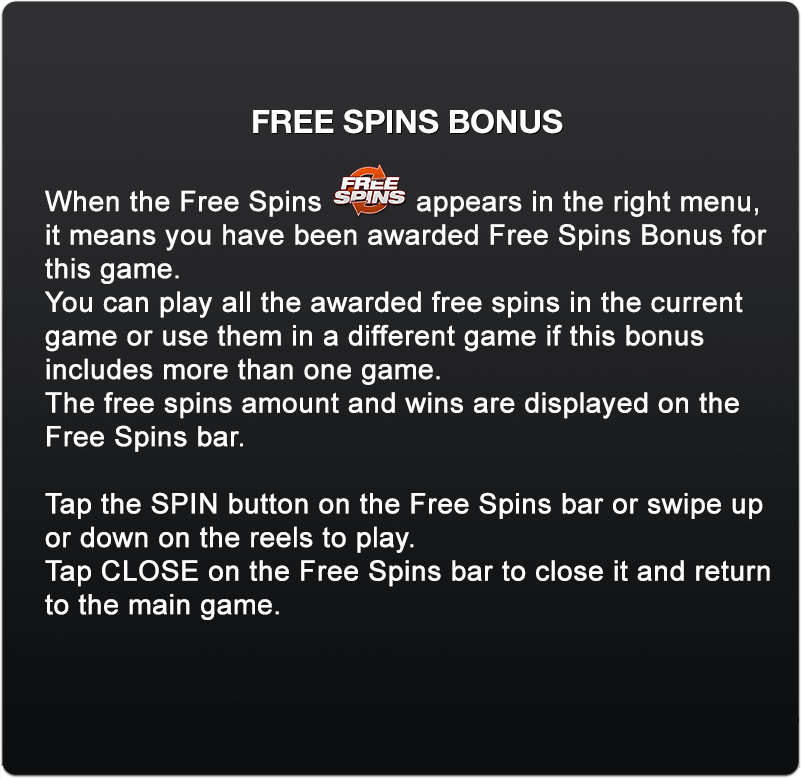 FREE SPINS BONUS
When the Free Spins FREE SPINS appears in the right menu,
it means you have been awarded Free Spins Bonus for
this game.
You can play all the awarded free spins in the current
game or use them in a different game if this bonus
includes more than one game.
The free spins amount and wins are displayed on the
Free Spins bar.
Tap the SPIN button on the Free Spins bar or swipe up
or down on the reels to play.
Tap CLOSE on the Free Spins bar to close it and return
to the main game.